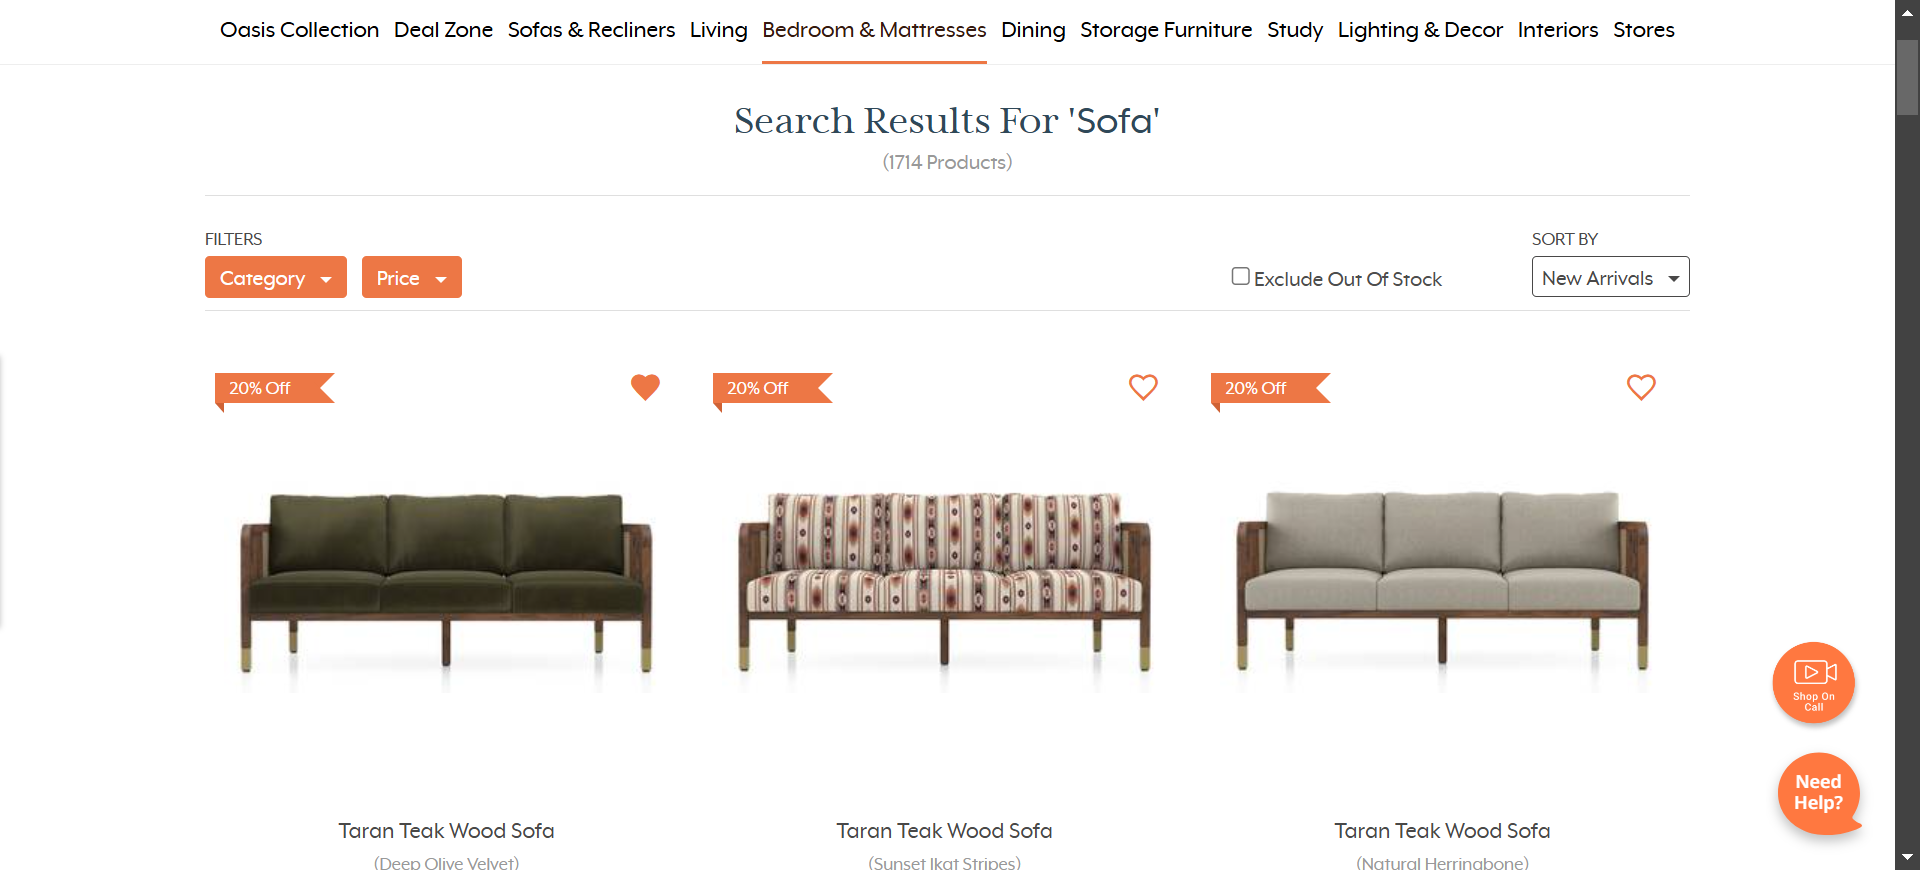 Oasis Collection Deal Zone Sofas & Recliners Living Bedroom & Mattresses Dining Storage Furniture Study Lighting & Decor Interiors Stores
Search Results For 'Sofa'
(1714 Products)
FILTERS
SORT BY
Category Price
Exclude Out Of Stock
New Arrivals
20% Off
20% Off
20% Off
Shop On
Call
Need
Help?
Taran Teak Wood Sofa
Taran Teak Wood Sofa
Taran Teak Wood Sofa
(Deep Olive Velvet)
(Sunset Ikat Stripes)
(Natural Herringbone)